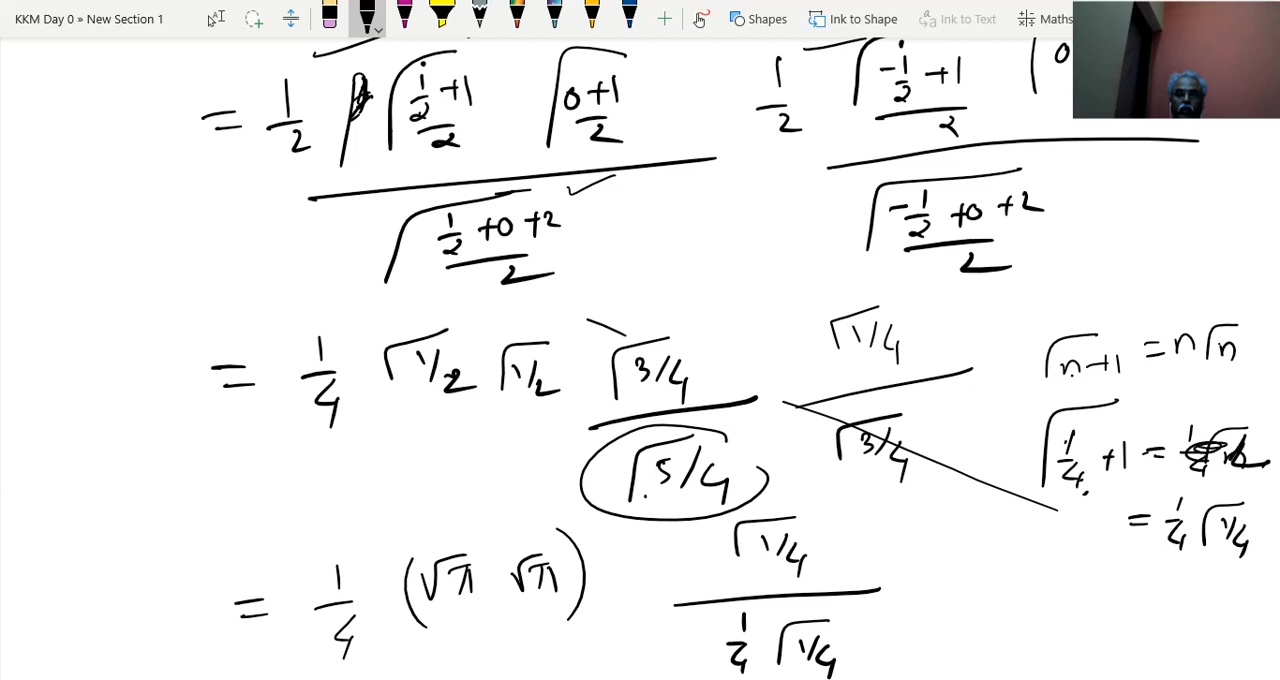 KKM Day 0 » New Section 1
Shapes Ink to Shape Ink to Text Maths
= 1/2 Γ((1/2+1)/2) Γ((0+1)/2) / Γ((1/2+0+2)/2) ✓ 1/2 Γ((-1/2+1)/2) Γ(0 / Γ((-1/2+0+2)/2)
= 1/4 Γ1/2 Γ1/2 Γ3/4 / Γ5/4 Γ1/4 / Γ3/4
Γn+1 = nΓn
Γ1/4+1 =
= 1/4 Γ1/4
= 1/4 (√π √π) Γ1/4 / 1/4 Γ1/4